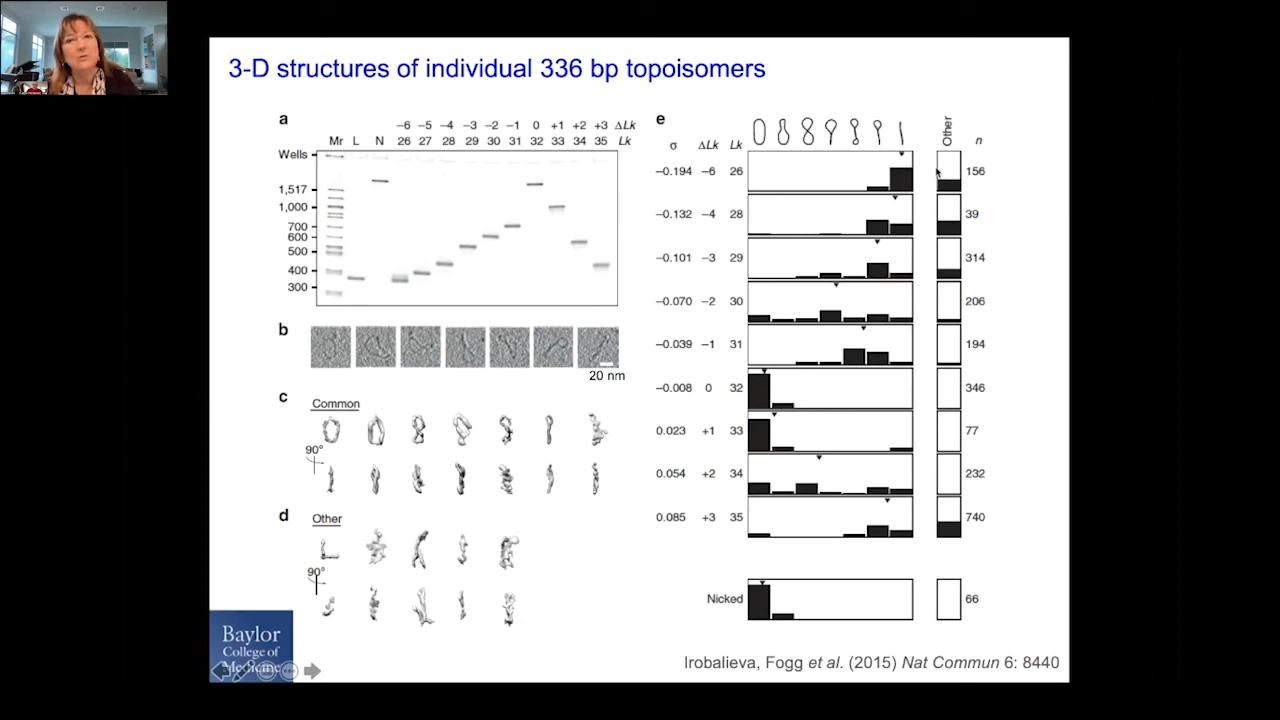 3-D structures of individual 336 bp topoisomers
a
−6 −5 −4 −3 −2 −1 0 +1 +2 +3 ΔLk
Mr L N 26 27 28 29 30 31 32 33 34 35 Lk
Wells
1,517
1,000
700
600
500
400
300
b
20 nm
c
Common
90°
d
Other
90°
e
σ ΔLk Lk Other n
−0.194 −6 26 156
−0.132 −4 28 39
−0.101 −3 29 314
−0.070 −2 30 206
−0.039 −1 31 194
−0.008 0 32 346
0.023 +1 33 77
0.054 +2 34 232
0.085 +3 35 740
Nicked 66
Baylor
College of
Medicine
Irobalieva, Fogg et al. (2015) Nat Commun 6: 8440